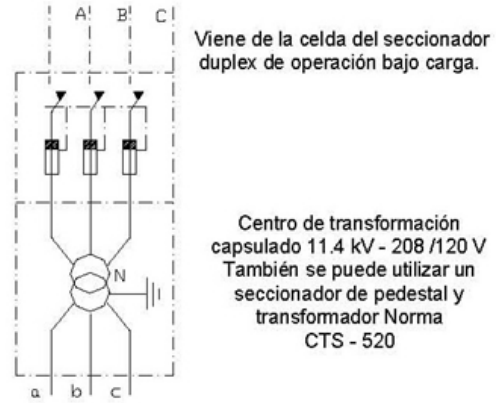 A B C
Viene de la celda del seccionador
duplex de operación bajo carga.
N
Centro de transformación
capsulado 11.4 kV - 208 /120 V
También se puede utilizar un
seccionador de pedestal y
transformador Norma
CTS - 520
a b c